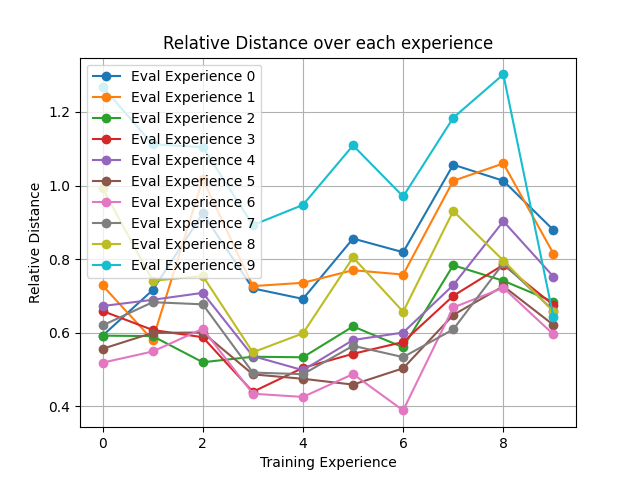 Relative Distance over each experience
Eval Experience 0
Eval Experience 1
Eval Experience 2
Eval Experience 3
Eval Experience 4
Eval Experience 5
Eval Experience 6
Eval Experience 7
Eval Experience 8
Eval Experience 9
1.2
1.0
0.8
0.6
0.4
Relative Distance
0 2 4 6 8
Training Experience